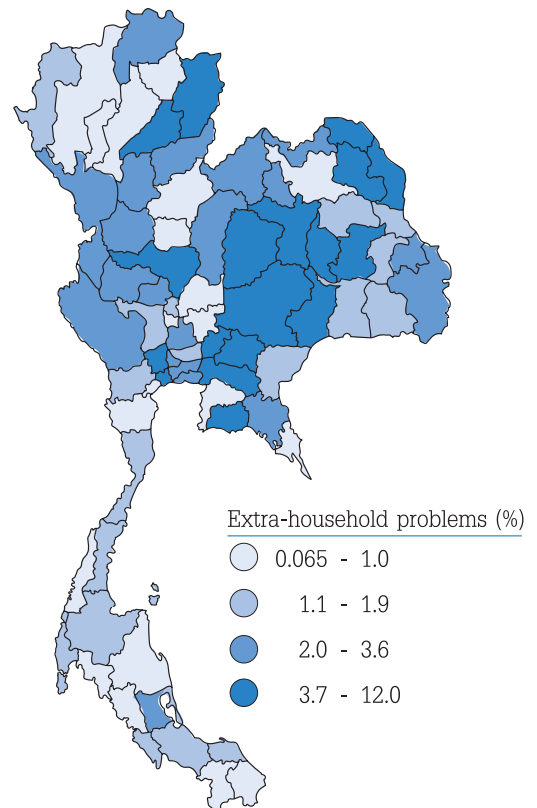 Extra-household problems (%)
0.065 - 1.0
1.1 - 1.9
2.0 - 3.6
3.7 - 12.0